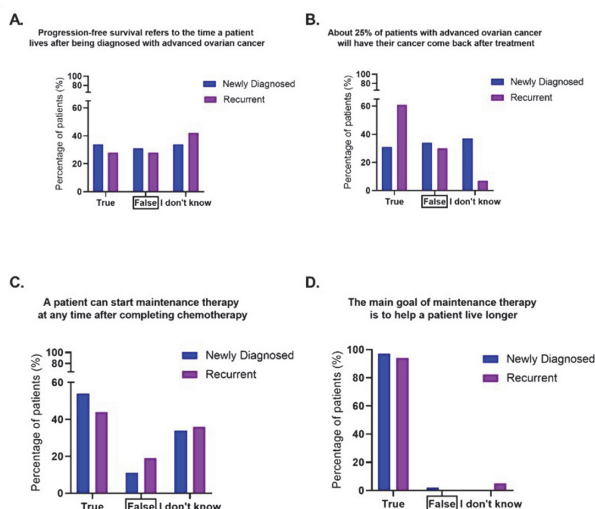 A.
Progression-free survival refers to the time a patient
lives after being diagnosed with advanced ovarian cancer
Percentage of patients (%)
100
80
60
40
20
0
Newly Diagnosed
Recurrent
True
False
I don't know
B.
About 25% of patients with advanced ovarian cancer
will have their cancer come back after treatment
Percentage of patients (%)
100
80
60
40
20
0
Newly Diagnosed
Recurrent
True
False
I don't know
C.
A patient can start maintenance therapy
at any time after completing chemotherapy
Percentage of patients (%)
100
80
60
40
20
0
Newly Diagnosed
Recurrent
True
False
I don't know
D.
The main goal of maintenance therapy
is to help a patient live longer
Percentage of patients (%)
100
80
60
40
20
0
Newly Diagnosed
Recurrent
True
False
I don't know